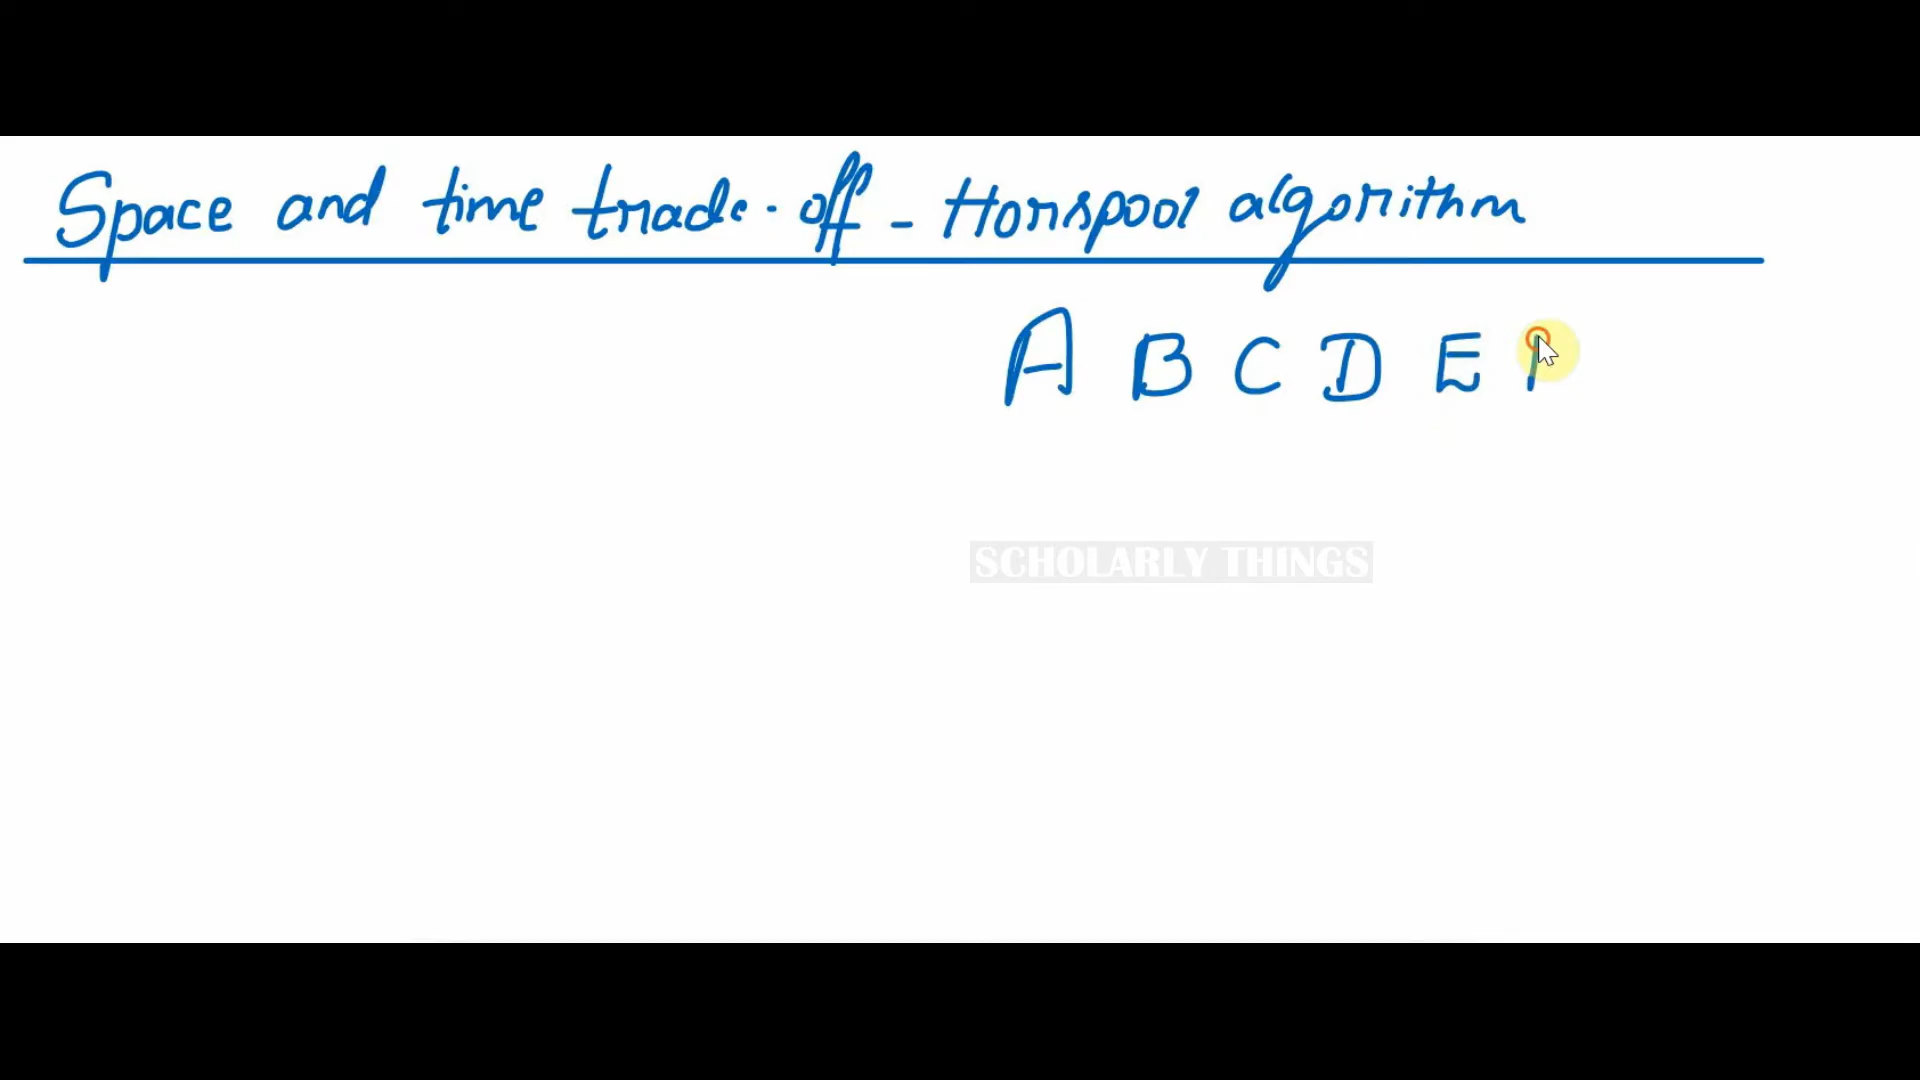 Space and time trade-off - Horspool algorithm
A B C D E
SCHOLARLY THINGS